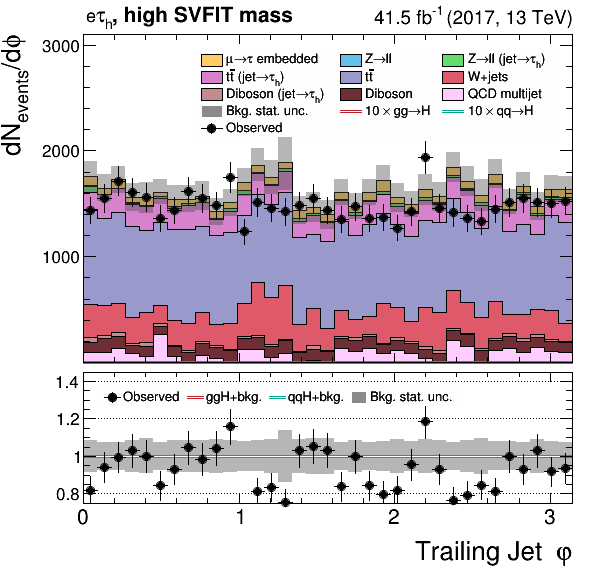 eτh, high SVFIT mass 41.5 fb⁻¹ (2017, 13 TeV)
dNevents/dϕ
3000
2000
1000
μ→τ embedded Z→ll Z→ll (jet→τh)
tt̄ (jet→τh) tt̄ W+jets
Diboson (jet→τh) Diboson QCD multijet
Bkg. stat. unc. 10 × gg→H 10 × qq→H
Observed
1.4
1.2
1
0.8
Observed ggH+bkg. qqH+bkg. Bkg. stat. unc.
0 1 2 3
Trailing Jet φ